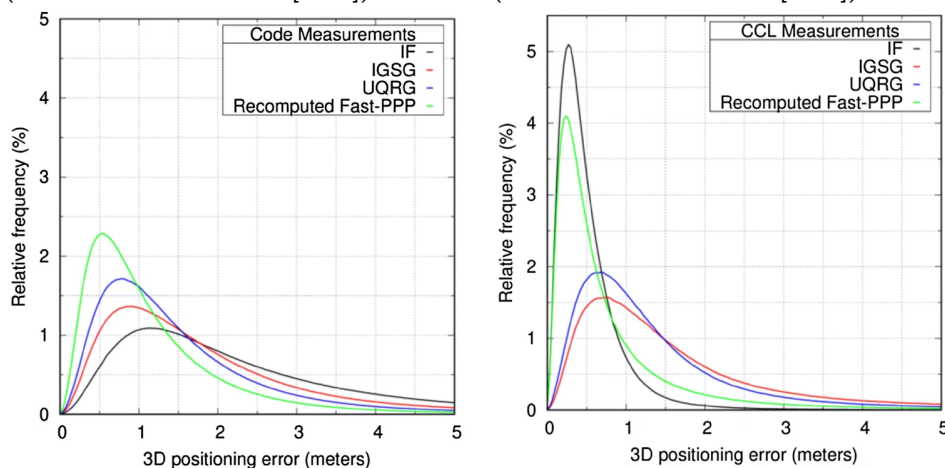 Code Measurements
IF
IGSG
UQRG
Recomputed Fast-PPP
5
4
3
2
1
0
Relative frequency (%)
0 1 2 3 4 5
3D positioning error (meters)
CCL Measurements
IF
IGSG
UQRG
Recomputed Fast-PPP
5
4
3
2
1
0
Relative frequency (%)
0 1 2 3 4 5
3D positioning error (meters)